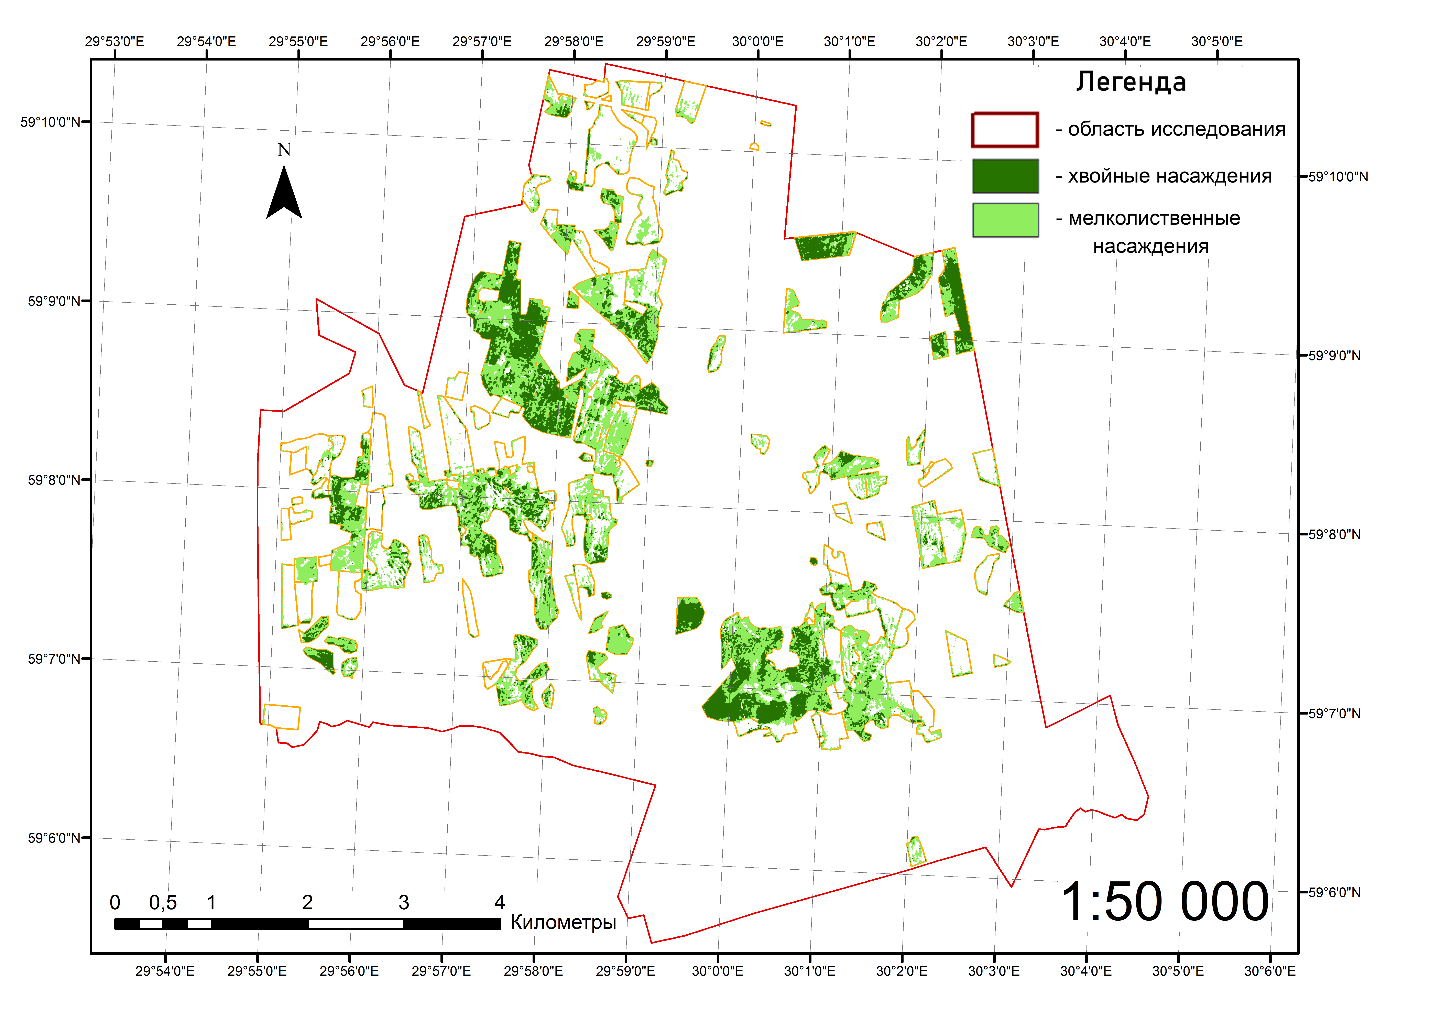 29°53'0"E 29°54'0"E 29°55'0"E 29°56'0"E 29°57'0"E 29°58'0"E 29°59'0"E 30°0'0"E 30°1'0"E 30°2'0"E 30°3'0"E 30°4'0"E 30°5'0"E
Легенда
- область исследования
- хвойные насаждения
- мелколиственные
насаждения
N
59°10'0"N
59°9'0"N
59°8'0"N
59°7'0"N
59°6'0"N
59°10'0"N
59°9'0"N
59°8'0"N
59°7'0"N
59°6'0"N
0 0,5 1 2 3 4
Километры
1:50 000
29°54'0"E 29°55'0"E 29°56'0"E 29°57'0"E 29°58'0"E 29°59'0"E 30°0'0"E 30°1'0"E 30°2'0"E 30°3'0"E 30°4'0"E 30°5'0"E 30°6'0"E